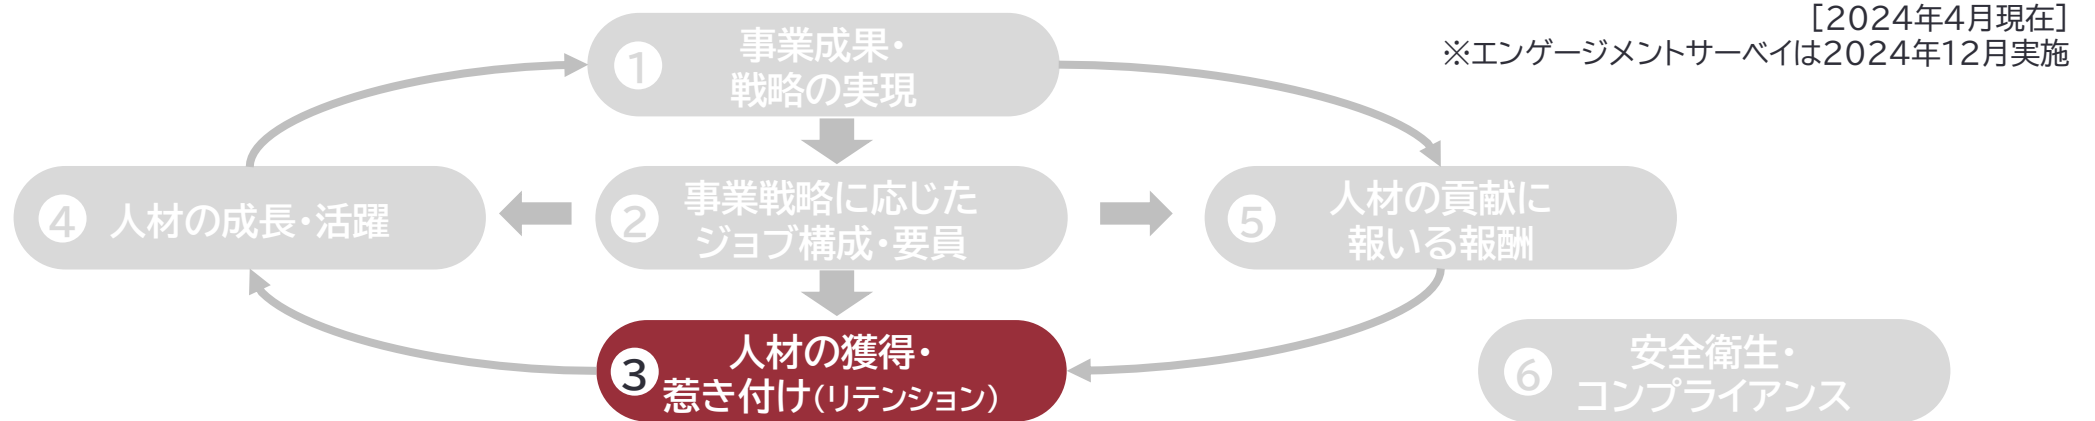 [2024年4月現在]
※エンゲージメントサーベイは2024年12月実施
1
事業成果・
戦略の実現
4
人材の成長・活躍
2
事業戦略に応じた
ジョブ構成・要員
5
人材の貢献に
報いる報酬
3
人材の獲得・
惹き付け(リテンション)
6
安全衛生・
コンプライアンス